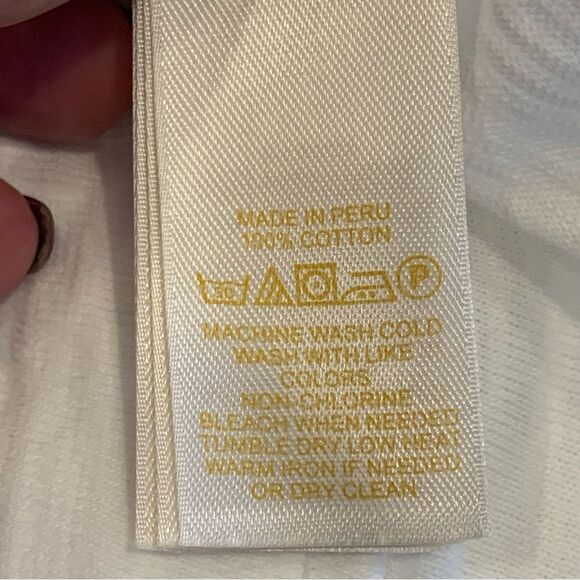 MADE IN PERU
100% COTTON
30 P
MACHINE WASH COLD
WASH WITH LIKE
COLORS
NON-CHLORINE
BLEACH WHEN NEEDED
TUMBLE DRY LOW HEAT
WARM IRON IF NEEDED
OR DRY CLEAN